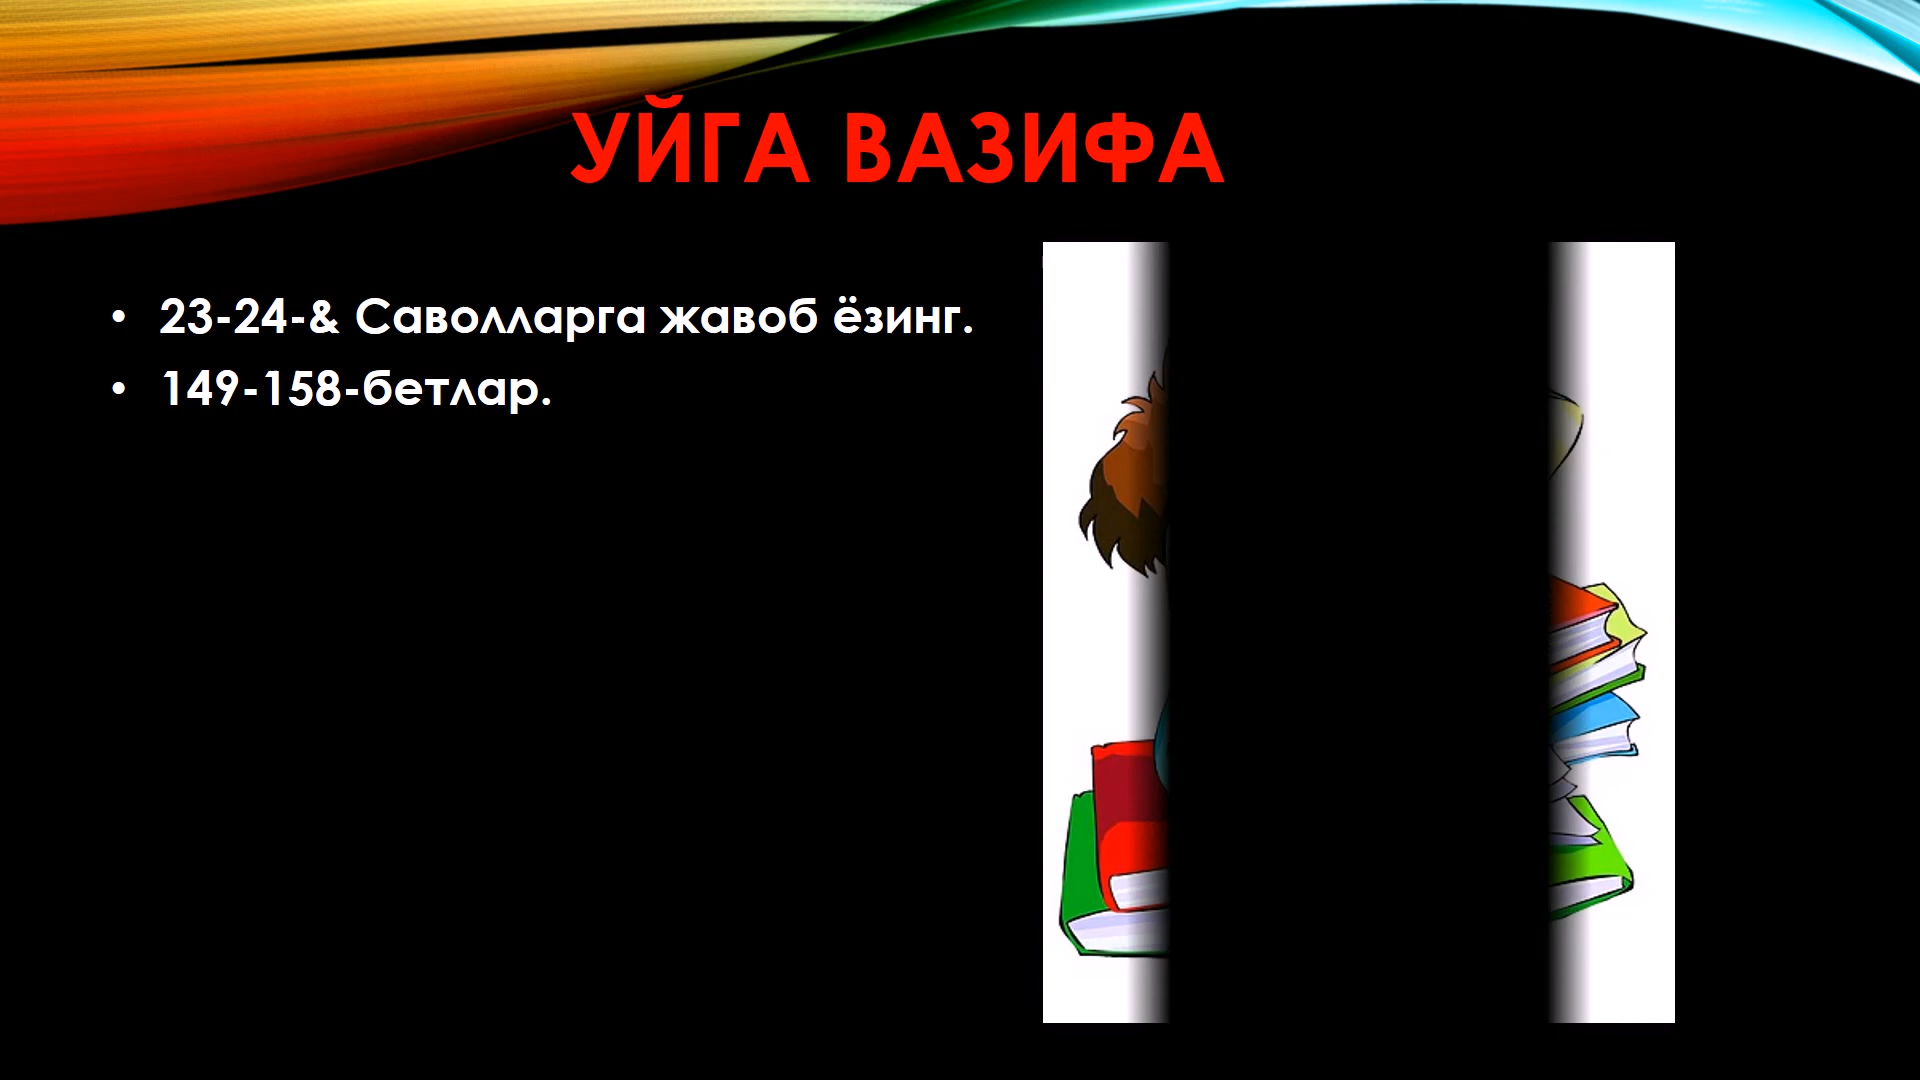 УЙГА ВАЗИФА
• 23-24-& Саволларга жавоб ёзинг.
• 149-158-бетлар.